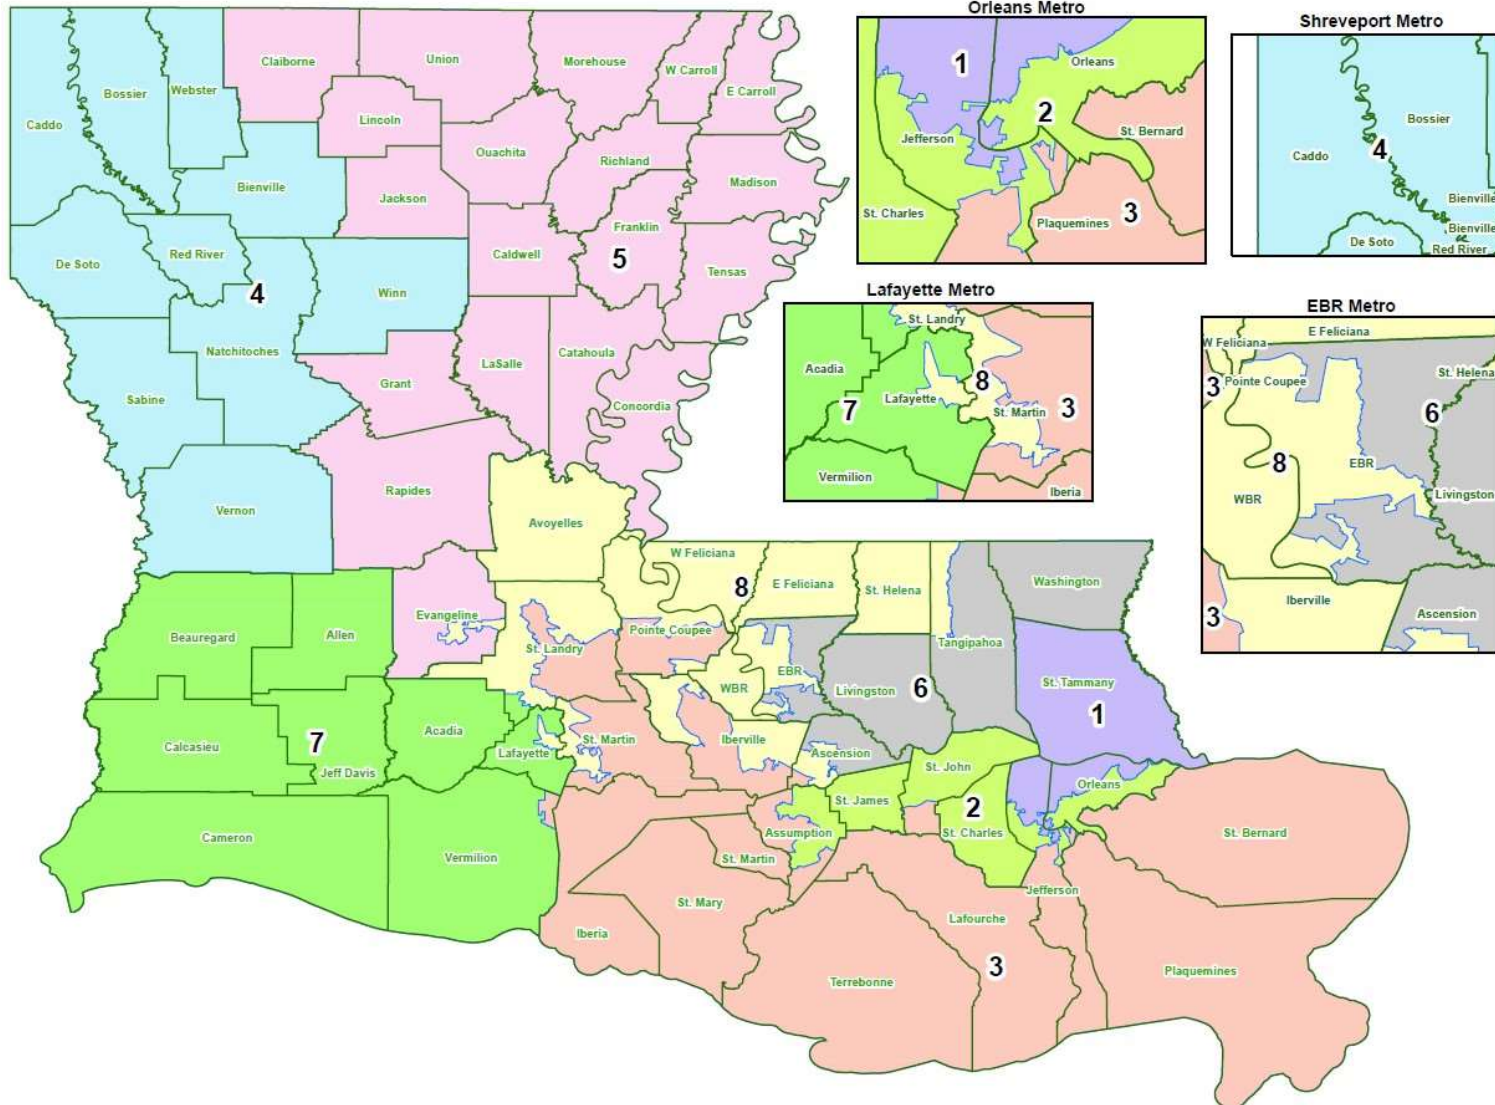 Orleans Metro
1
Orleans
2
Jefferson
St. Bernard
St. Charles
Plaquemines
3
Shreveport Metro
Bossier
4
Caddo
Bienville
Bienville
De Soto
Red River
Lafayette Metro
St. Landry
Acadia
8
Lafayette
7
St. Martin
3
Vermilion
Iberia
EBR Metro
E Feliciana
W Feliciana
St. Helena
3
Pointe Coupee
6
8
EBR
WBR
Livingston
Iberville
3
Ascension
Claiborne
Union
Morehouse
W Carroll
E Carroll
Bossier
Webster
Caddo
Lincoln
Ouachita
Richland
Madison
Bienville
Jackson
Franklin
De Soto
Red River
Caldwell
5
Tensas
4
Winn
Natchitoches
LaSalle
Catahoula
Grant
Sabine
Concordia
Rapides
Vernon
Avoyelles
W Feliciana
8
E Feliciana
St. Helena
Washington
Evangeline
Beauregard
Allen
Pointe Coupee
St. Landry
Tangipahoa
EBR
WBR
Livingston
6
St. Tammany
1
Acadia
7
Calcasieu
Jeff Davis
Lafayette
St. Martin
Iberville
Ascension
St. John
Orleans
St. James
2
St. Charles
Assumption
St. Bernard
Cameron
Vermilion
St. Martin
Jefferson
St. Mary
Lafourche
Iberia
3
Terrebonne
Plaquemines